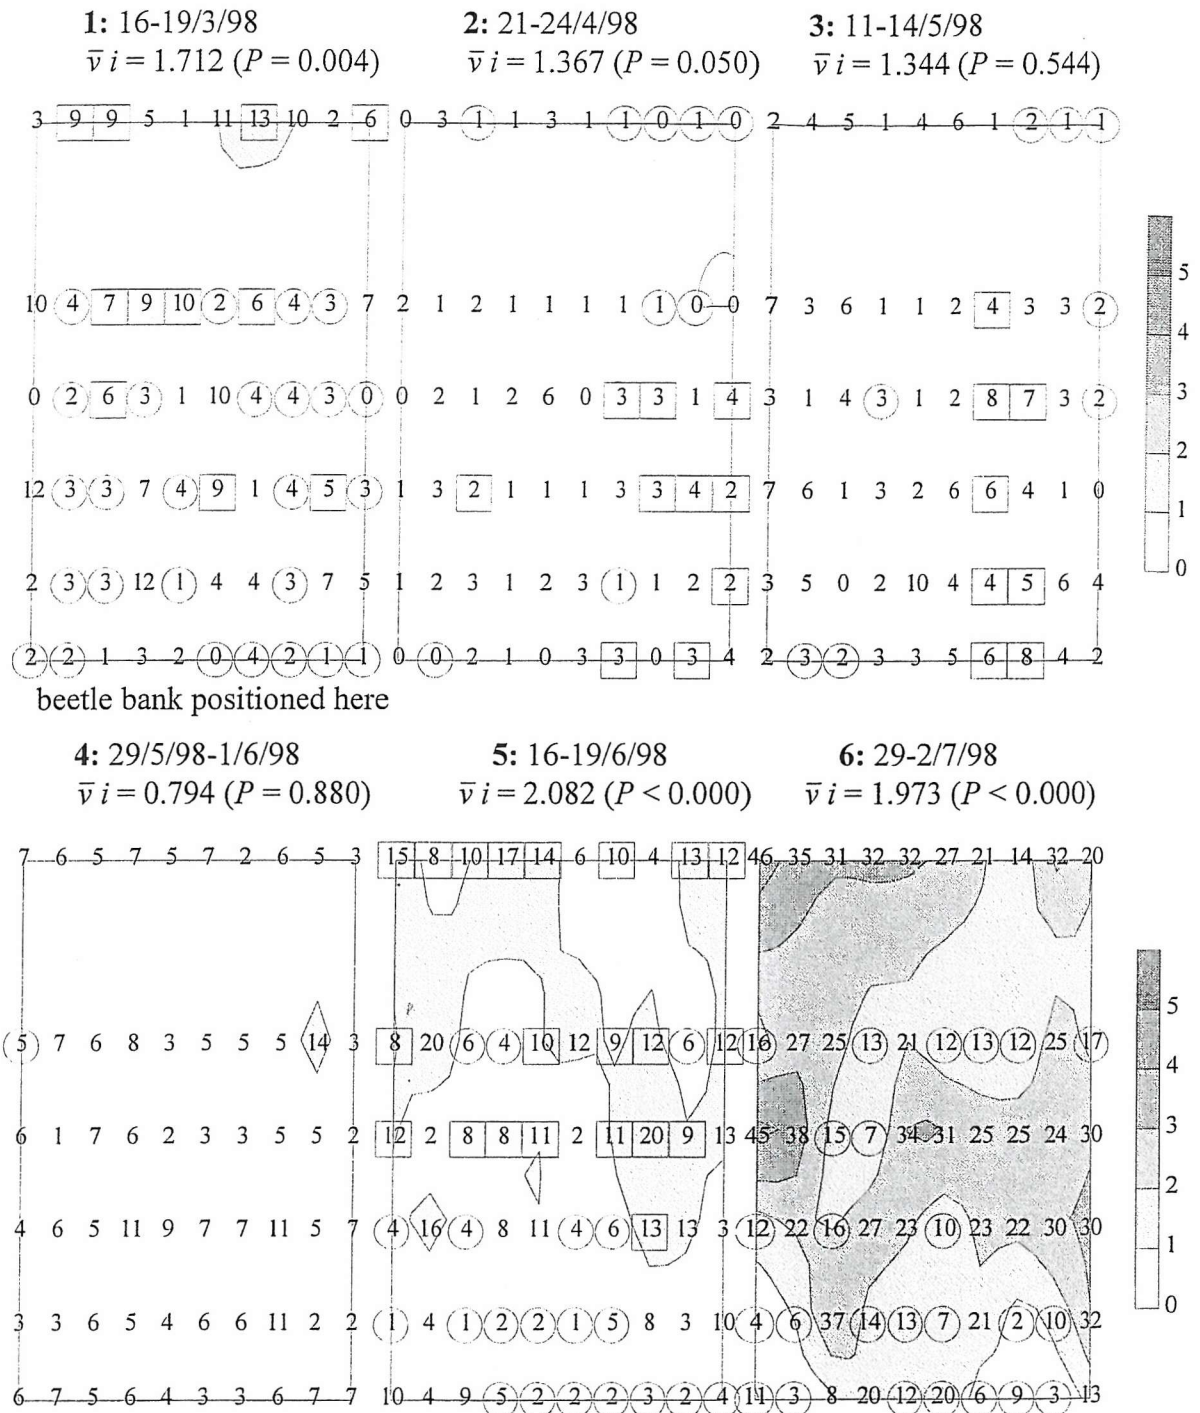 1: 16-19/3/98 2: 21-24/4/98 3: 11-14/5/98
v̄ i = 1.712 (P = 0.004) v̄ i = 1.367 (P = 0.050) v̄ i = 1.344 (P = 0.544)
3 9 9 5 1 11 13 10 2 6 0 3 1 1 3 1 1 0 1 0 2 4 5 1 4 6 1 2 1 1
5
10 4 7 9 10 2 6 4 3 7 2 1 2 1 1 1 1 1 0 0 7 3 6 1 1 2 4 3 3 2
4
0 2 6 3 1 10 4 4 3 0 0 2 1 2 6 0 3 3 1 4 3 1 4 3 1 2 8 7 3 2
3
2
12 3 3 7 4 9 1 4 5 3 1 3 2 1 1 1 3 3 4 2 7 6 1 3 2 6 6 4 1 0
1
0
2 3 3 12 1 4 4 3 7 5 1 2 3 1 2 3 1 1 2 2 3 5 0 2 10 4 4 5 6 4
2 2 1 3 2 0 4 2 1 1 0 0 2 1 0 3 3 0 3 4 2 3 2 3 3 5 6 8 4 2
beetle bank positioned here
4: 29/5/98-1/6/98 5: 16-19/6/98 6: 29-2/7/98
v̄ i = 0.794 (P = 0.880) v̄ i = 2.082 (P < 0.000) v̄ i = 1.973 (P < 0.000)
7 6 5 7 5 7 2 6 5 3 15 8 10 17 14 6 10 4 13 12 46 35 31 32 32 27 21 14 32 20
5
5 7 6 8 3 5 5 5 14 3 8 20 6 4 10 12 9 12 6 12 16 27 25 13 21 12 13 12 25 17
4
6 1 7 6 2 3 3 5 5 2 12 2 8 8 11 2 11 20 9 13 45 38 15 7 34 31 25 25 24 30
3
2
4 6 5 11 9 7 7 11 5 7 4 16 4 8 11 4 6 13 13 3 12 22 16 27 23 10 23 22 30 30
1
0
3 3 6 5 4 6 6 11 2 2 1 4 1 2 2 1 5 8 3 10 4 6 37 14 13 7 21 2 10 32
6 7 5 6 4 3 3 6 7 7 10 4 9 5 2 2 2 3 2 4 11 3 8 20 12 20 6 9 3 13